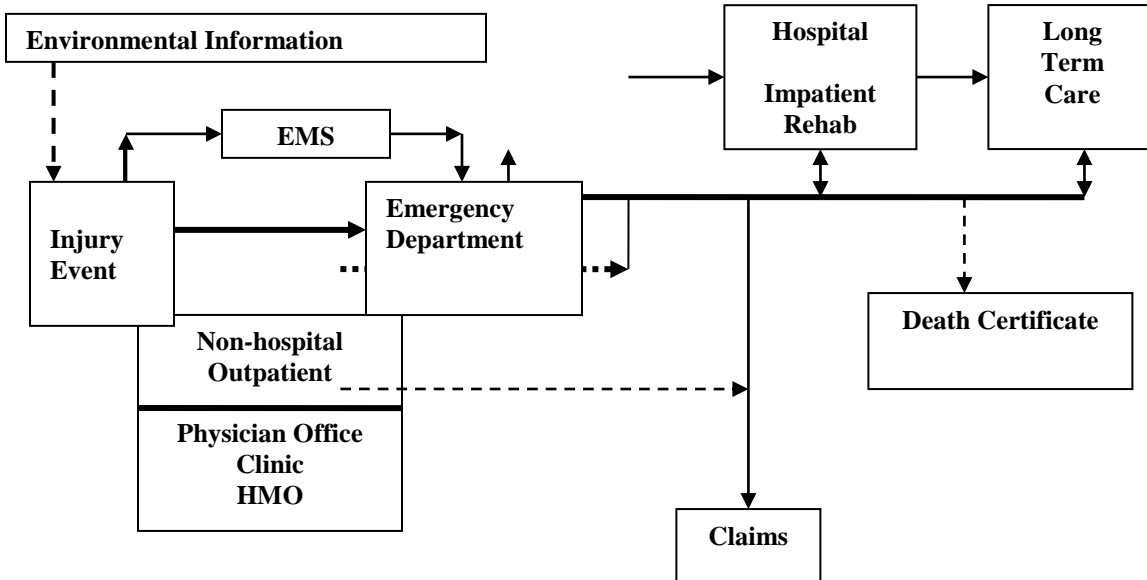 Environmental Information
Hospital
Impatient
Rehab
Long
Term
Care
EMS
Injury
Event
Emergency
Department
Non-hospital
Outpatient
Physician Office
Clinic
HMO
Death Certificate
Claims